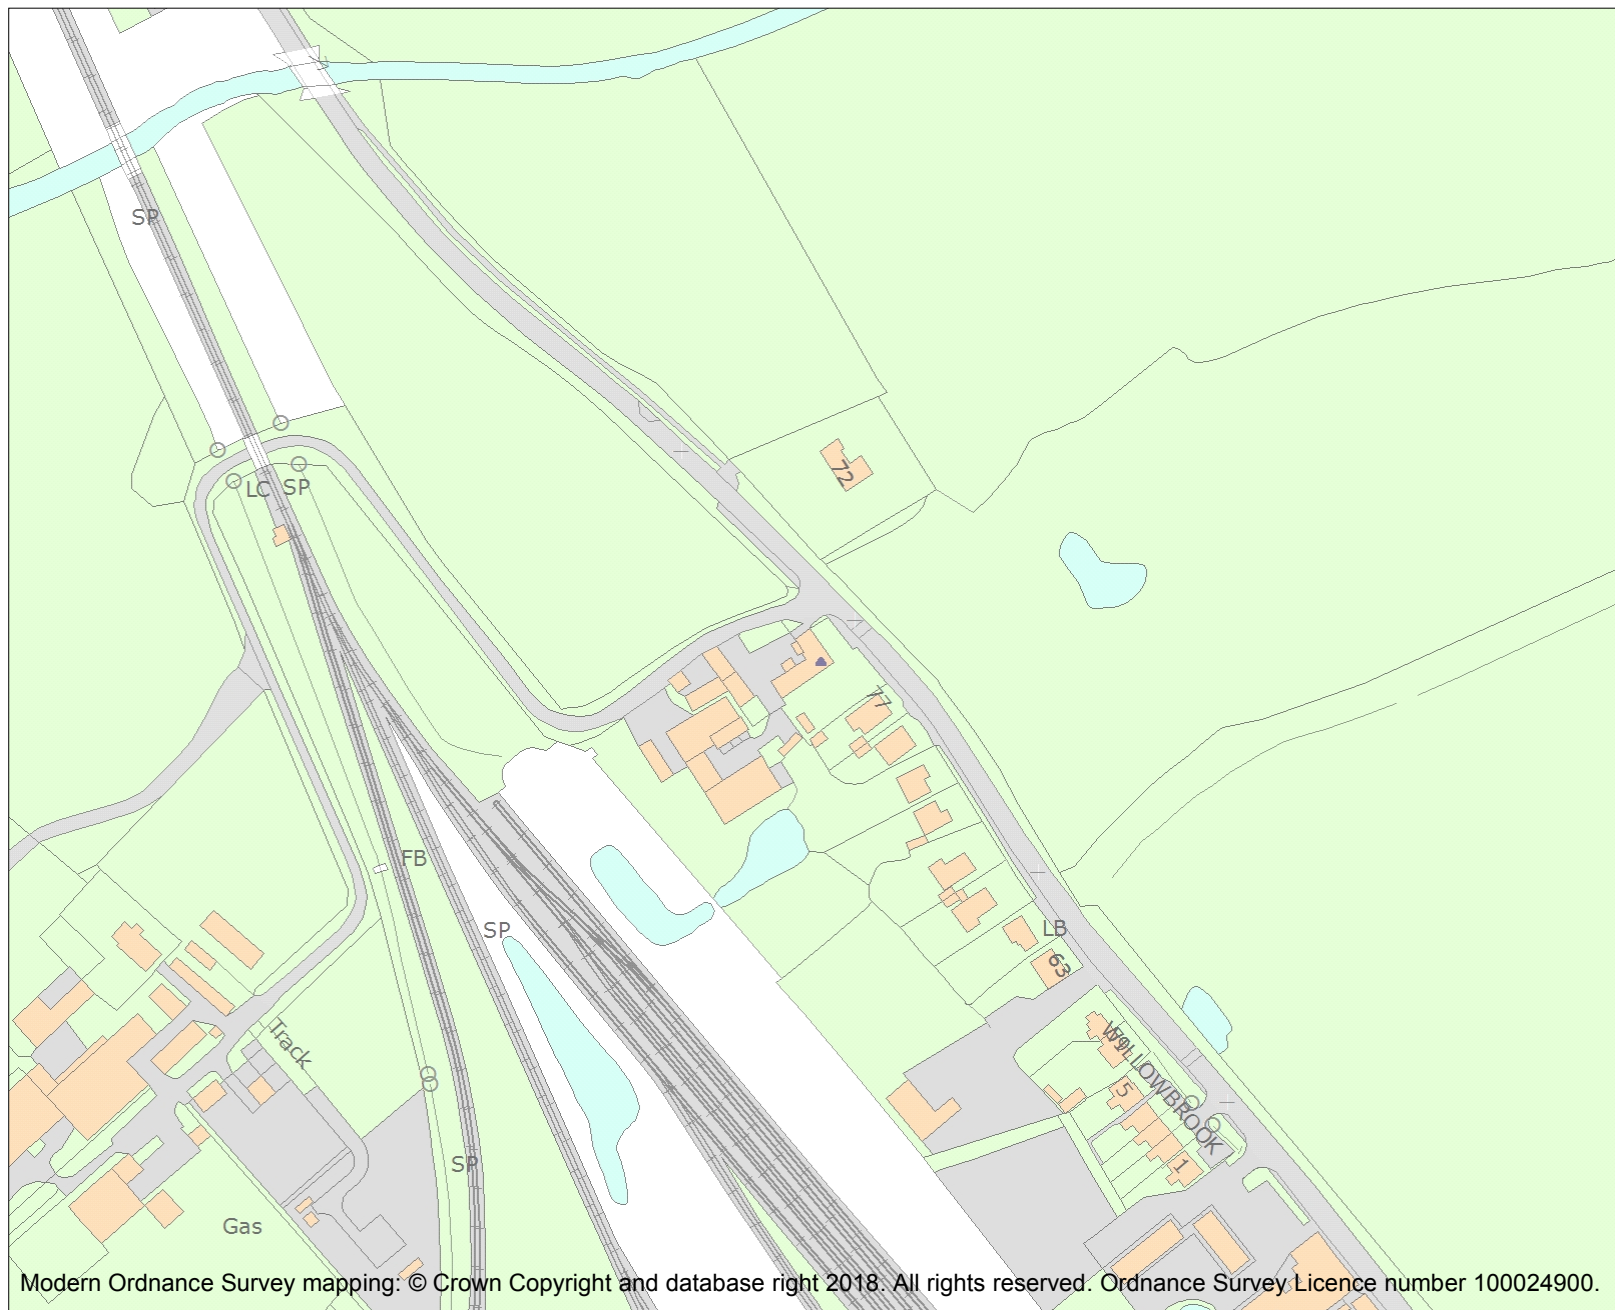 SP
72
LC
SP
77
FB
SP
LB
63
Track
59
WILLOWBROOK
5
SP
1
Gas
Modern Ordnance Survey mapping: © Crown Copyright and database right 2018. All rights reserved. Ordnance Survey Licence number 100024900.